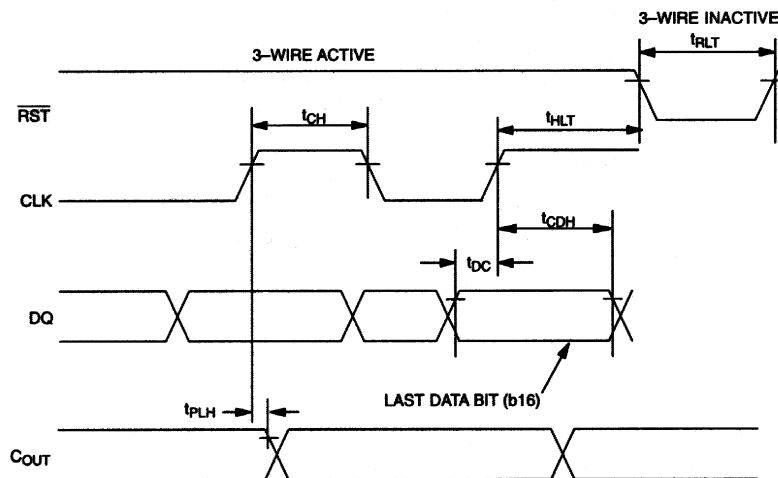 3–WIRE INACTIVE
tRLT
3–WIRE ACTIVE
RST
tCH
tHLT
CLK
tCDH
tDC
DQ
LAST DATA BIT (b16)
tPLH
COUT